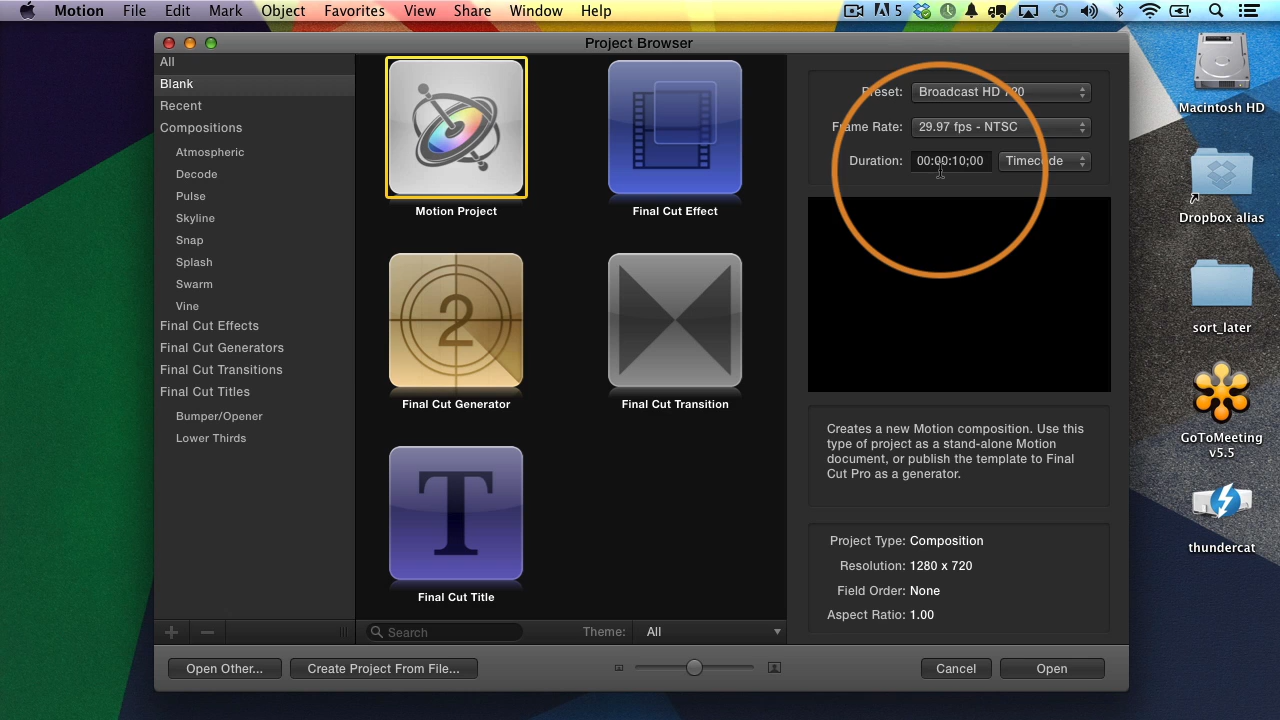 Motion File Edit Mark Object Favorites View Share Window Help 5
Project Browser
All
Blank
Recent
Compositions
Atmospheric
Decode
Pulse
Skyline
Snap
Splash
Swarm
Vine
Final Cut Effects
Final Cut Generators
Final Cut Transitions
Final Cut Titles
Bumper/Opener
Lower Thirds
Motion Project
Final Cut Effect
2
Final Cut Generator
Final Cut Transition
T
Final Cut Title
Search
Theme: All
Preset: Broadcast HD 720
Frame Rate: 29.97 fps - NTSC
Duration: 00:00:10;00 Timecode
Creates a new Motion composition. Use this
type of project as a stand-alone Motion
document, or publish the template to Final
Cut Pro as a generator.
Project Type: Composition
Resolution: 1280 x 720
Field Order: None
Aspect Ratio: 1.00
Open Other...
Create Project From File...
Cancel
Open
Macintosh HD
Dropbox alias
sort_later
GoToMeeting
v5.5
thundercat